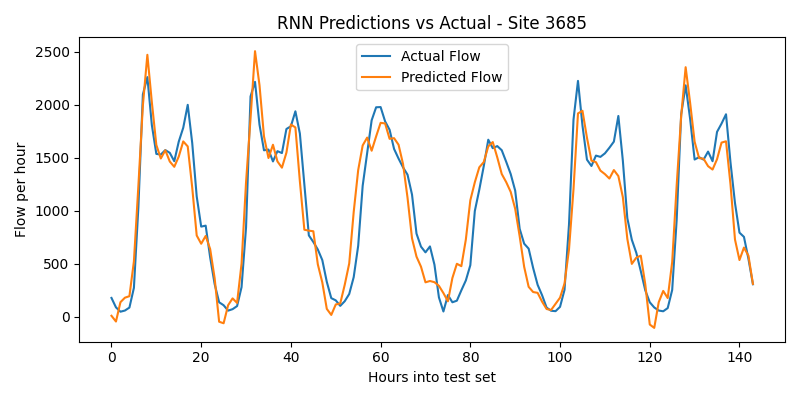 RNN Predictions vs Actual - Site 3685
Actual Flow
Predicted Flow
Flow per hour
2500
2000
1500
1000
500
0
0 20 40 60 80 100 120 140
Hours into test set